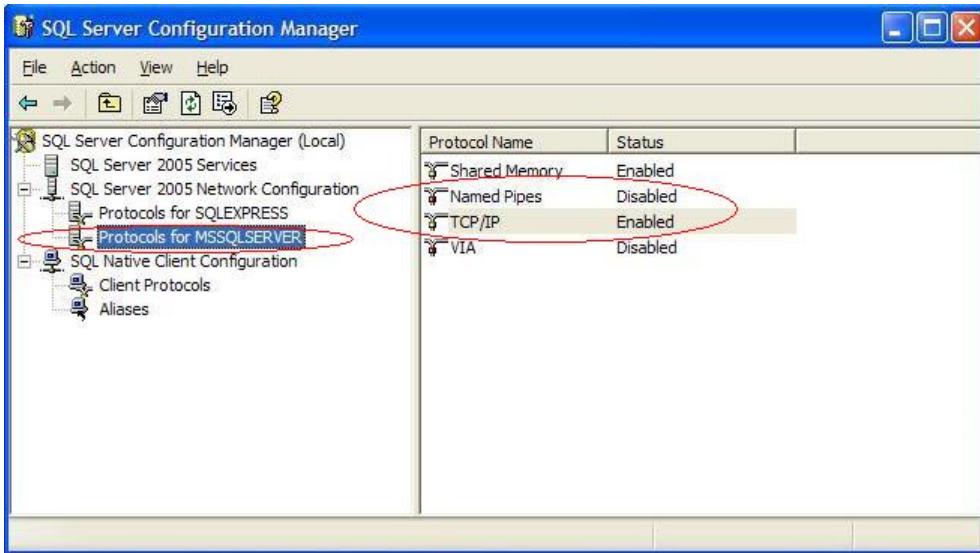 SQL Server Configuration Manager
File Action View Help
SQL Server Configuration Manager (Local)
SQL Server 2005 Services
SQL Server 2005 Network Configuration
Protocols for SQLEXPRESS
Protocols for MSSQLSERVER
SQL Native Client Configuration
Client Protocols
Aliases
Protocol Name Status
Shared Memory Enabled
Named Pipes Disabled
TCP/IP Enabled
VIA Disabled